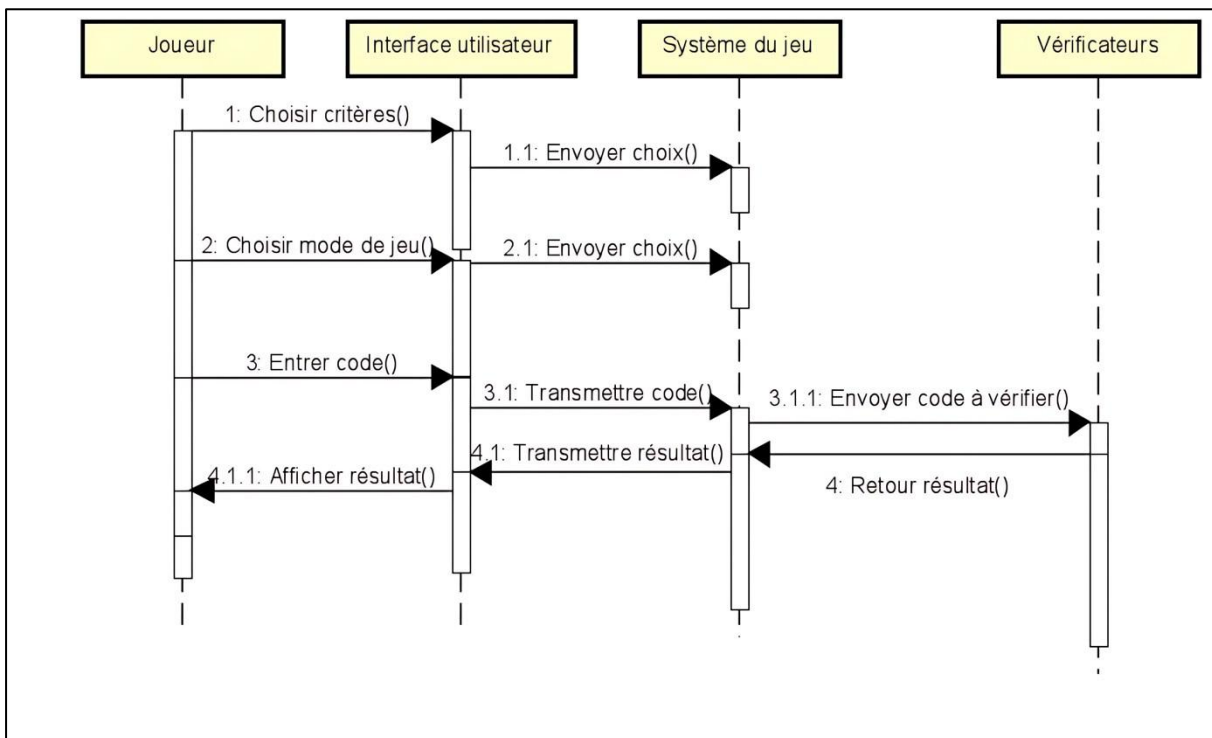 Joueur
Interface utilisateur
Système du jeu
Vérificateurs
1: Choisir critères()
1.1: Envoyer choix()
2: Choisir mode de jeu()
2.1: Envoyer choix()
3: Entrer code()
3.1: Transmettre code()
3.1.1: Envoyer code à vérifier()
4.1: Transmettre résultat()
4.1.1: Afficher résultat()
4: Retour résultat()